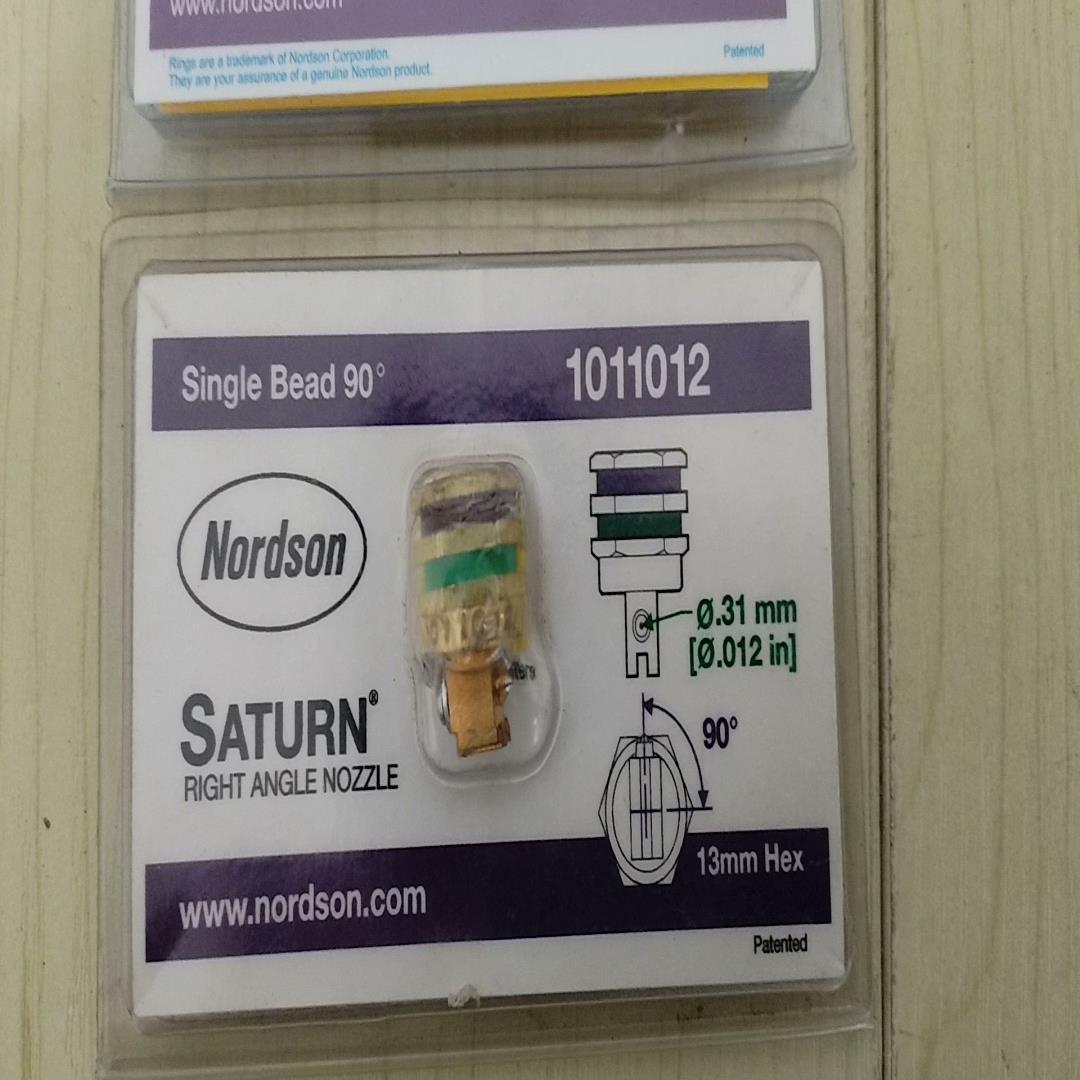 www.nordson.com
Rings are a trademark of Nordson Corporation.
They are your assurance of a genuine Nordson product.
Patented
Single Bead 90°
1011012
Nordson
Ø.31 mm
[Ø.012 in]
SATURN®
RIGHT ANGLE NOZZLE
90°
13mm Hex
www.nordson.com
Patented